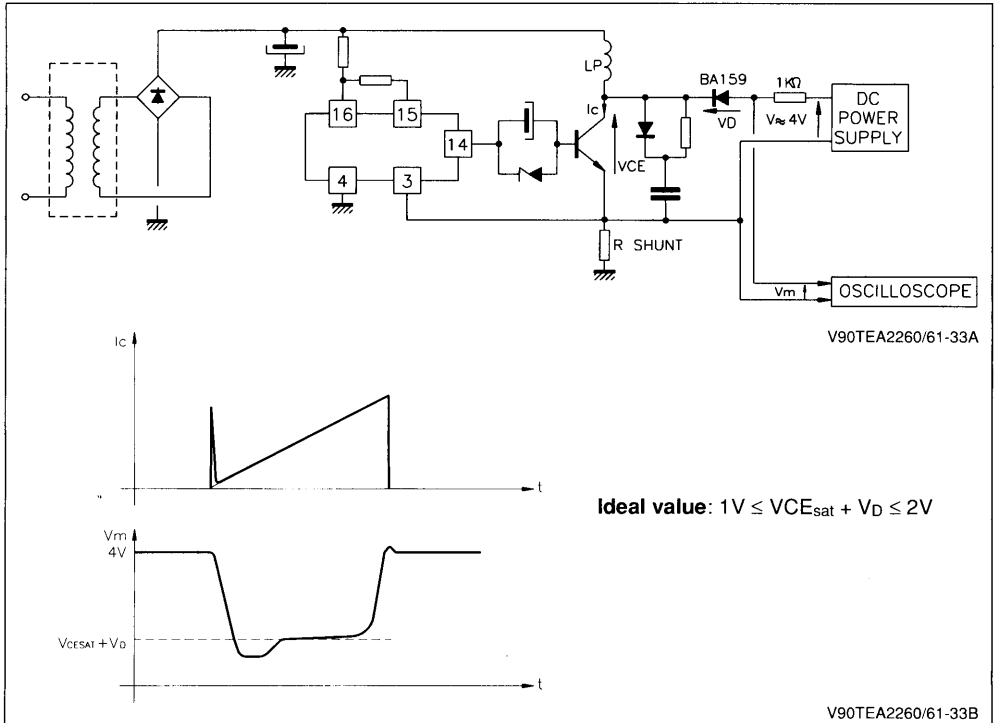 LP
BA159
1KΩ
Ic
VD
V≈ 4V
DC
POWER
SUPPLY
16
15
14
VCE
4
3
R SHUNT
Vm
OSCILLOSCOPE
V90TEA2260/61-33A
Ic
t
Ideal value: 1V ≤ VCEsat + VD ≤ 2V
Vm
4V
VCESAT + VD
t
V90TEA2260/61-33B